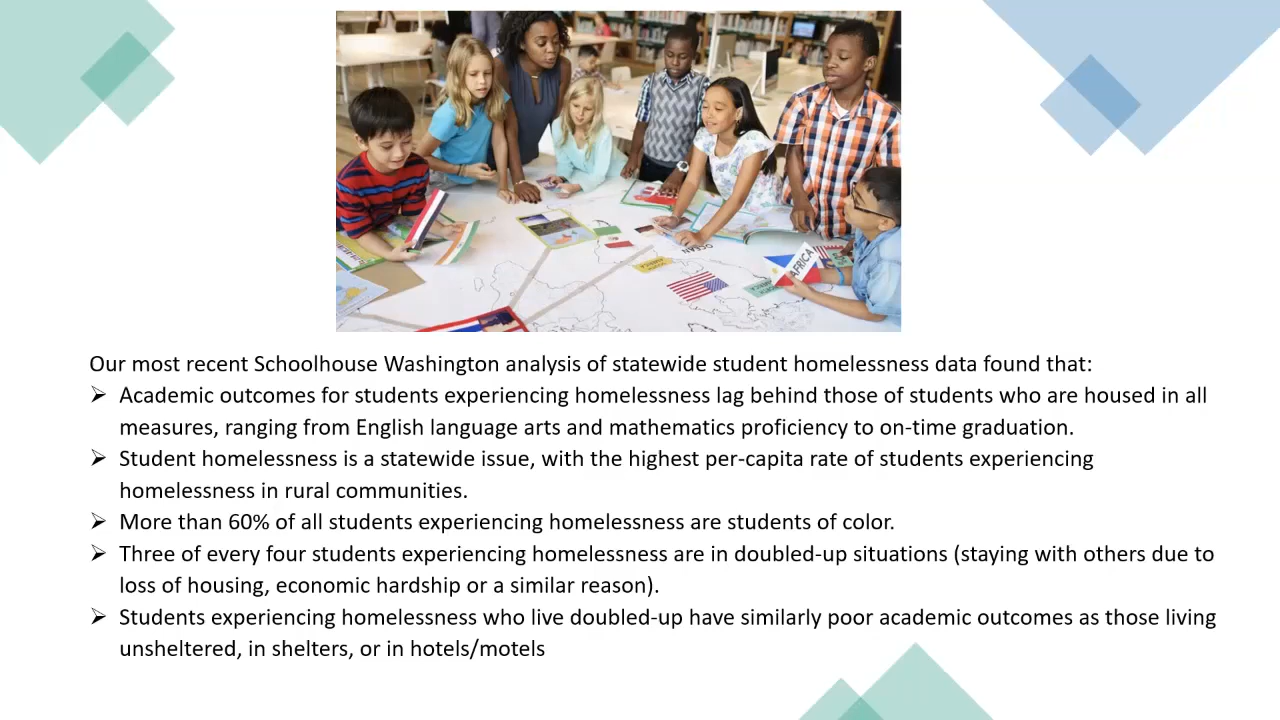 AFRICA
OCEAN
Our most recent Schoolhouse Washington analysis of statewide student homelessness data found that:
➢ Academic outcomes for students experiencing homelessness lag behind those of students who are housed in all
measures, ranging from English language arts and mathematics proficiency to on-time graduation.
➢ Student homelessness is a statewide issue, with the highest per-capita rate of students experiencing
homelessness in rural communities.
➢ More than 60% of all students experiencing homelessness are students of color.
➢ Three of every four students experiencing homelessness are in doubled-up situations (staying with others due to
loss of housing, economic hardship or a similar reason).
➢ Students experiencing homelessness who live doubled-up have similarly poor academic outcomes as those living
unsheltered, in shelters, or in hotels/motels